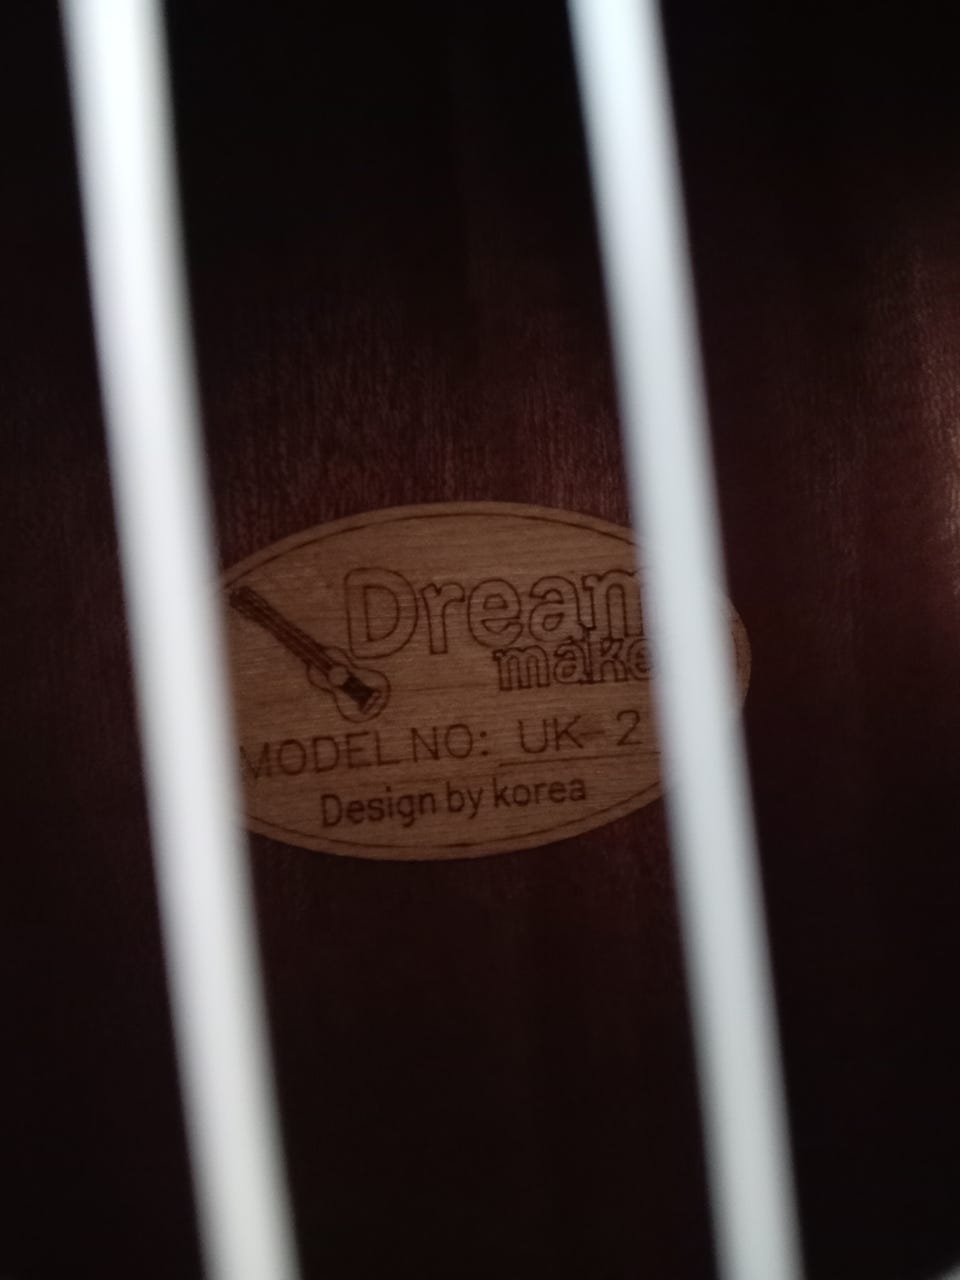 Dream
make
MODEL NO: UK-2
Design by korea